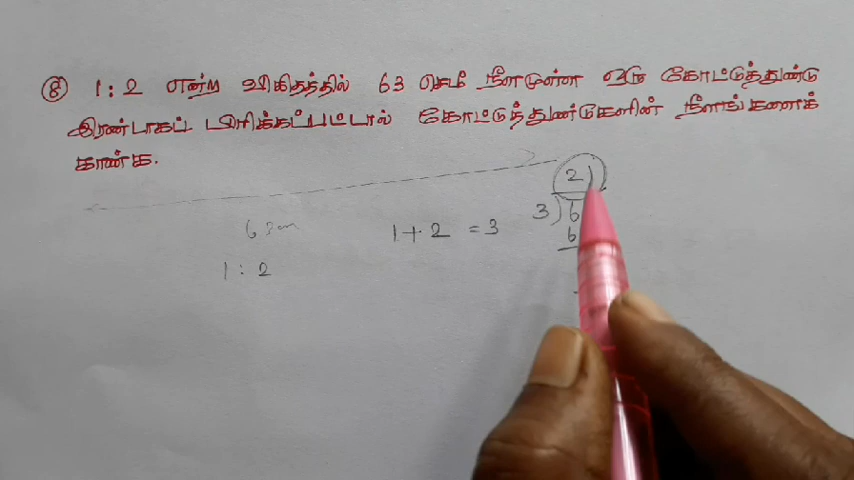 8 1 : 2 என்ற விகிதத்தில் 63 செமீ நீளமுள்ள ஒரு கோட்டுத்துண்டு
இரண்டாகப் பிரிக்கப்பட்டால் கோட்டுத்துண்டுகளின் நீளங்களைக்
காண்க.
2
63cm 1 + 2 = 3 3 ) 6
6
1 : 2